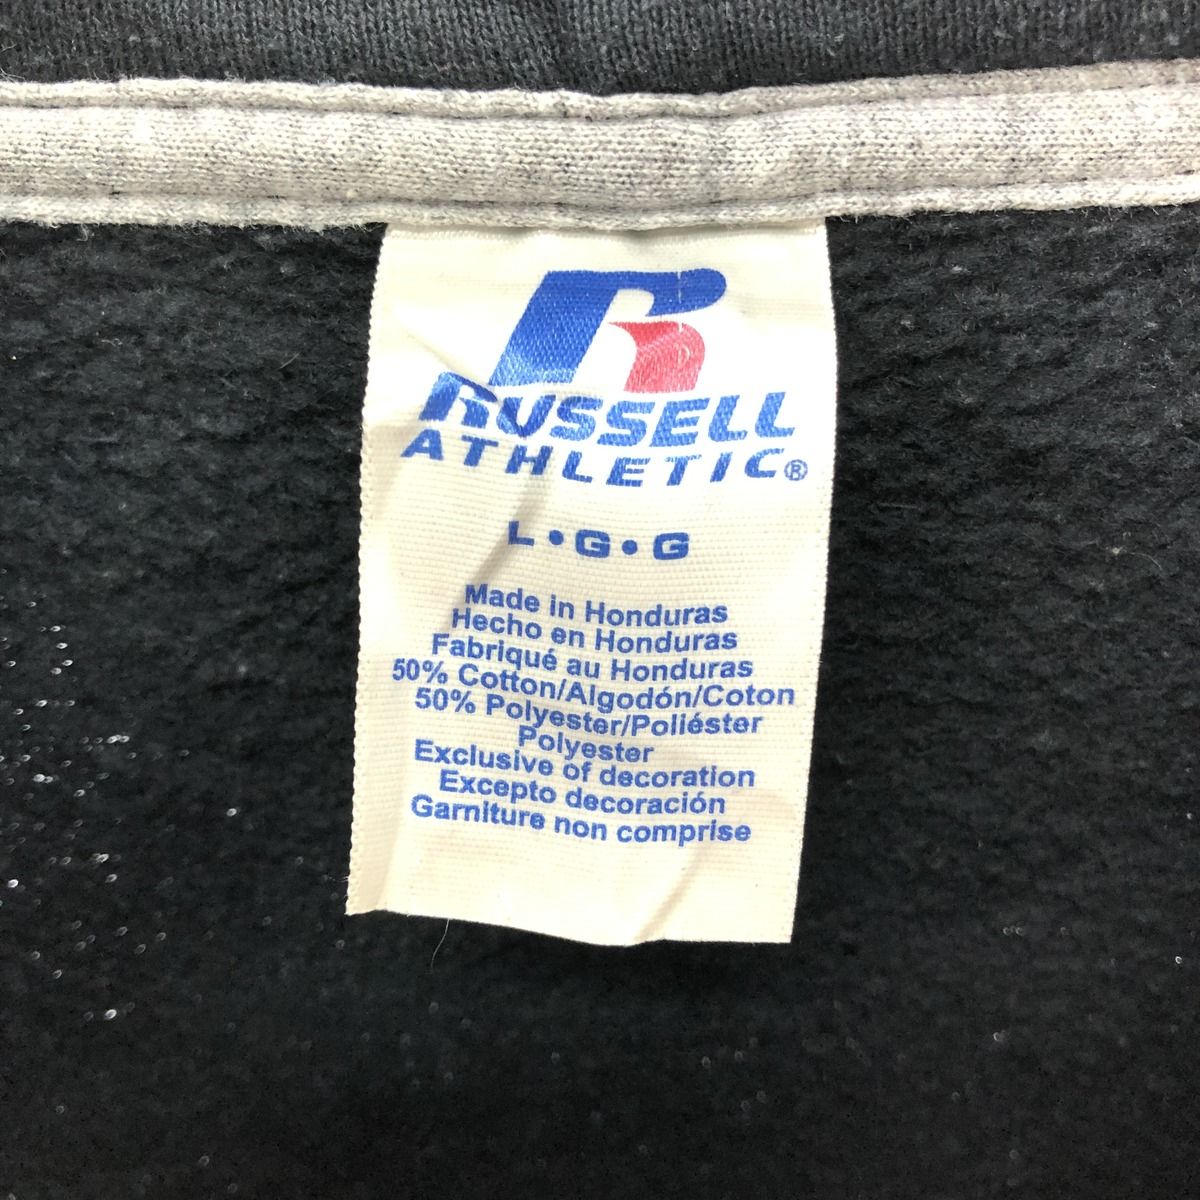 RUSSELL
ATHLETIC®
L•G•G
Made in Honduras
Hecho en Honduras
Fabriqué au Honduras
50% Cotton/Algodón/Coton
50% Polyester/Poliéster
Polyester
Exclusive of decoration
Excepto decoración
Garniture non comprise